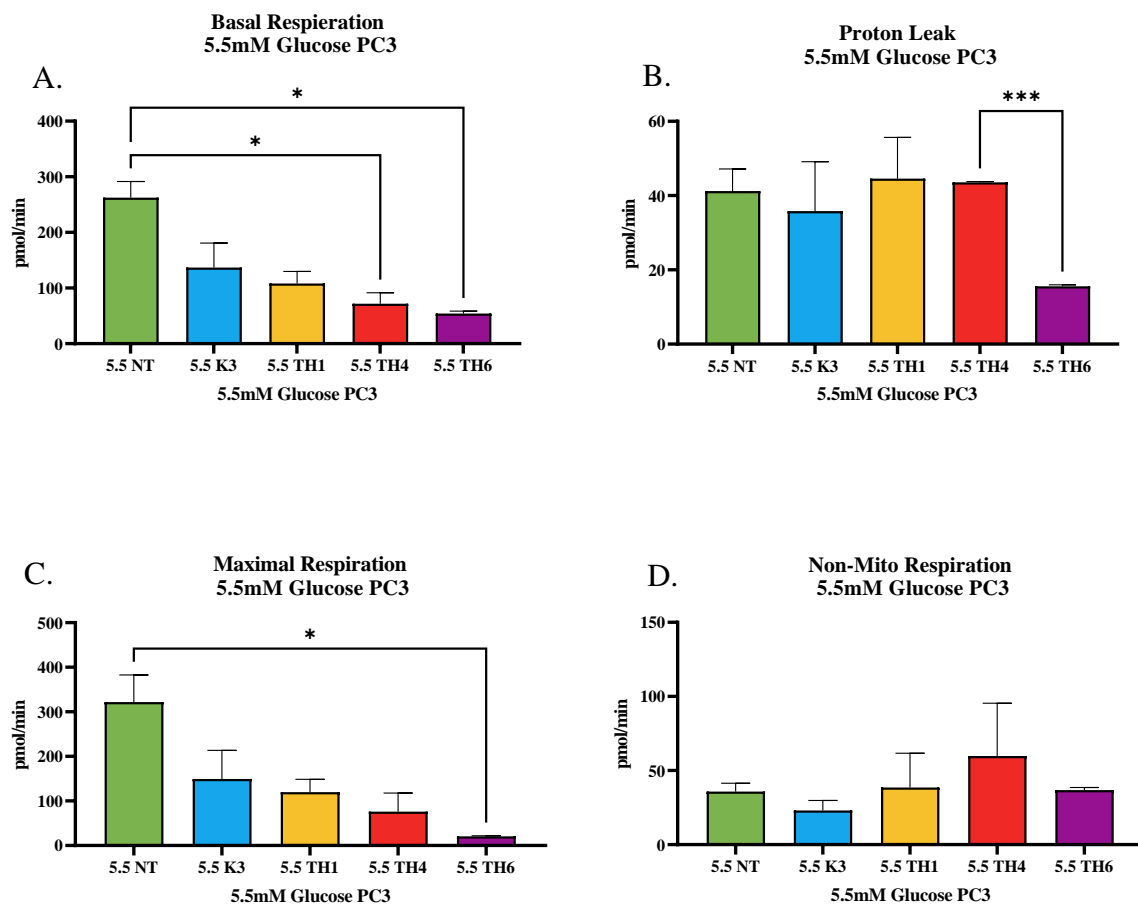 Basal Respieration
5.5mM Glucose PC3
A.
*
*
400
300
200
100
0
pmol/min
5.5 NT 5.5 K3 5.5 TH1 5.5 TH4 5.5 TH6
5.5mM Glucose PC3
Proton Leak
5.5mM Glucose PC3
B.
***
60
40
20
0
pmol/min
5.5 NT 5.5 K3 5.5 TH1 5.5 TH4 5.5 TH6
5.5mM Glucose PC3
Maximal Respiration
5.5mM Glucose PC3
C.
*
500
400
300
200
100
0
pmol/min
5.5 NT 5.5 K3 5.5 TH1 5.5 TH4 5.5 TH6
5.5mM Glucose PC3
Non-Mito Respiration
5.5mM Glucose PC3
D.
150
100
50
0
pmol/min
5.5 NT 5.5 K3 5.5 TH1 5.5 TH4 5.5 TH6
5.5mM Glucose PC3